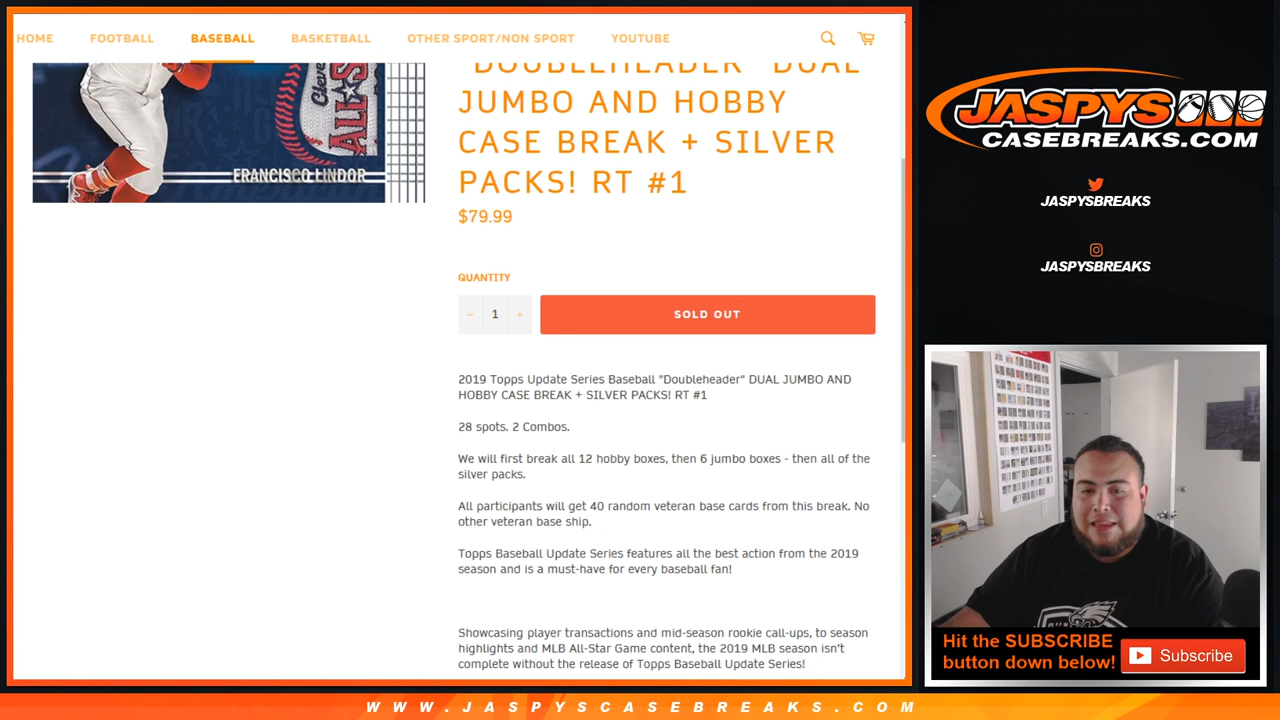 HOME FOOTBALL BASEBALL BASKETBALL OTHER SPORT/NON SPORT YOUTUBE
"DOUBLEHEADER" DUAL
JUMBO AND HOBBY
CASE BREAK + SILVER
PACKS! RT #1
$79.99
QUANTITY
− 1 + SOLD OUT
2019 Topps Update Series Baseball "Doubleheader" DUAL JUMBO AND
HOBBY CASE BREAK + SILVER PACKS! RT #1
28 spots. 2 Combos.
We will first break all 12 hobby boxes, then 6 jumbo boxes - then all of the
silver packs.
All participants will get 40 random veteran base cards from this break. No
other veteran base ship.
Topps Baseball Update Series features all the best action from the 2019
season and is a must-have for every baseball fan!
Showcasing player transactions and mid-season rookie call-ups, to season
highlights and MLB All-Star Game content, the 2019 MLB season isn't
complete without the release of Topps Baseball Update Series!
FRANCISCO LINDOR
JASPYS
CASEBREAKS.COM
JASPYSBREAKS
JASPYSBREAKS
Hit the SUBSCRIBE
button down below!
Subscribe
WWW.JASPYSCASEBREAKS.COM